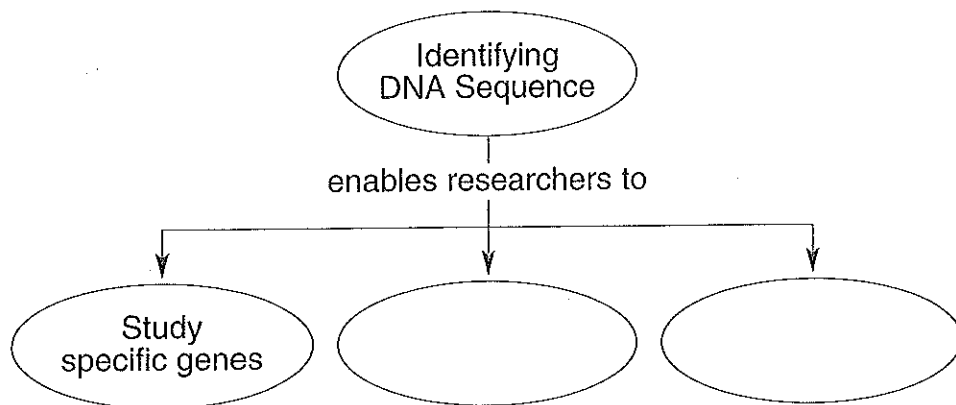 Identifying
DNA Sequence
enables researchers to
Study
specific genes